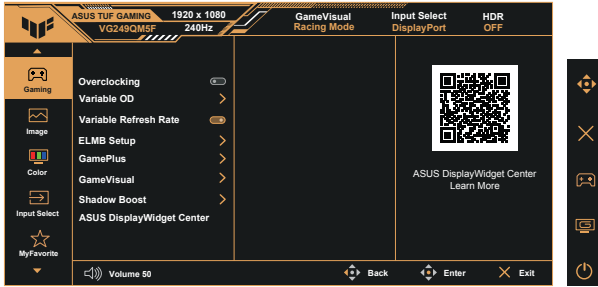 ASUS TUF GAMING 1920 x 1080
VG249QM5F 240Hz
GameVisual
Racing Mode
Input Select
DisplayPort
HDR
OFF
Gaming
Image
Color
Input Select
MyFavorite
Overclocking
Variable OD
Variable Refresh Rate
ELMB Setup
GamePlus
GameVisual
Shadow Boost
ASUS DisplayWidget Center
ASUS DisplayWidget Center
Learn More
Volume 50
Back
Enter
Exit